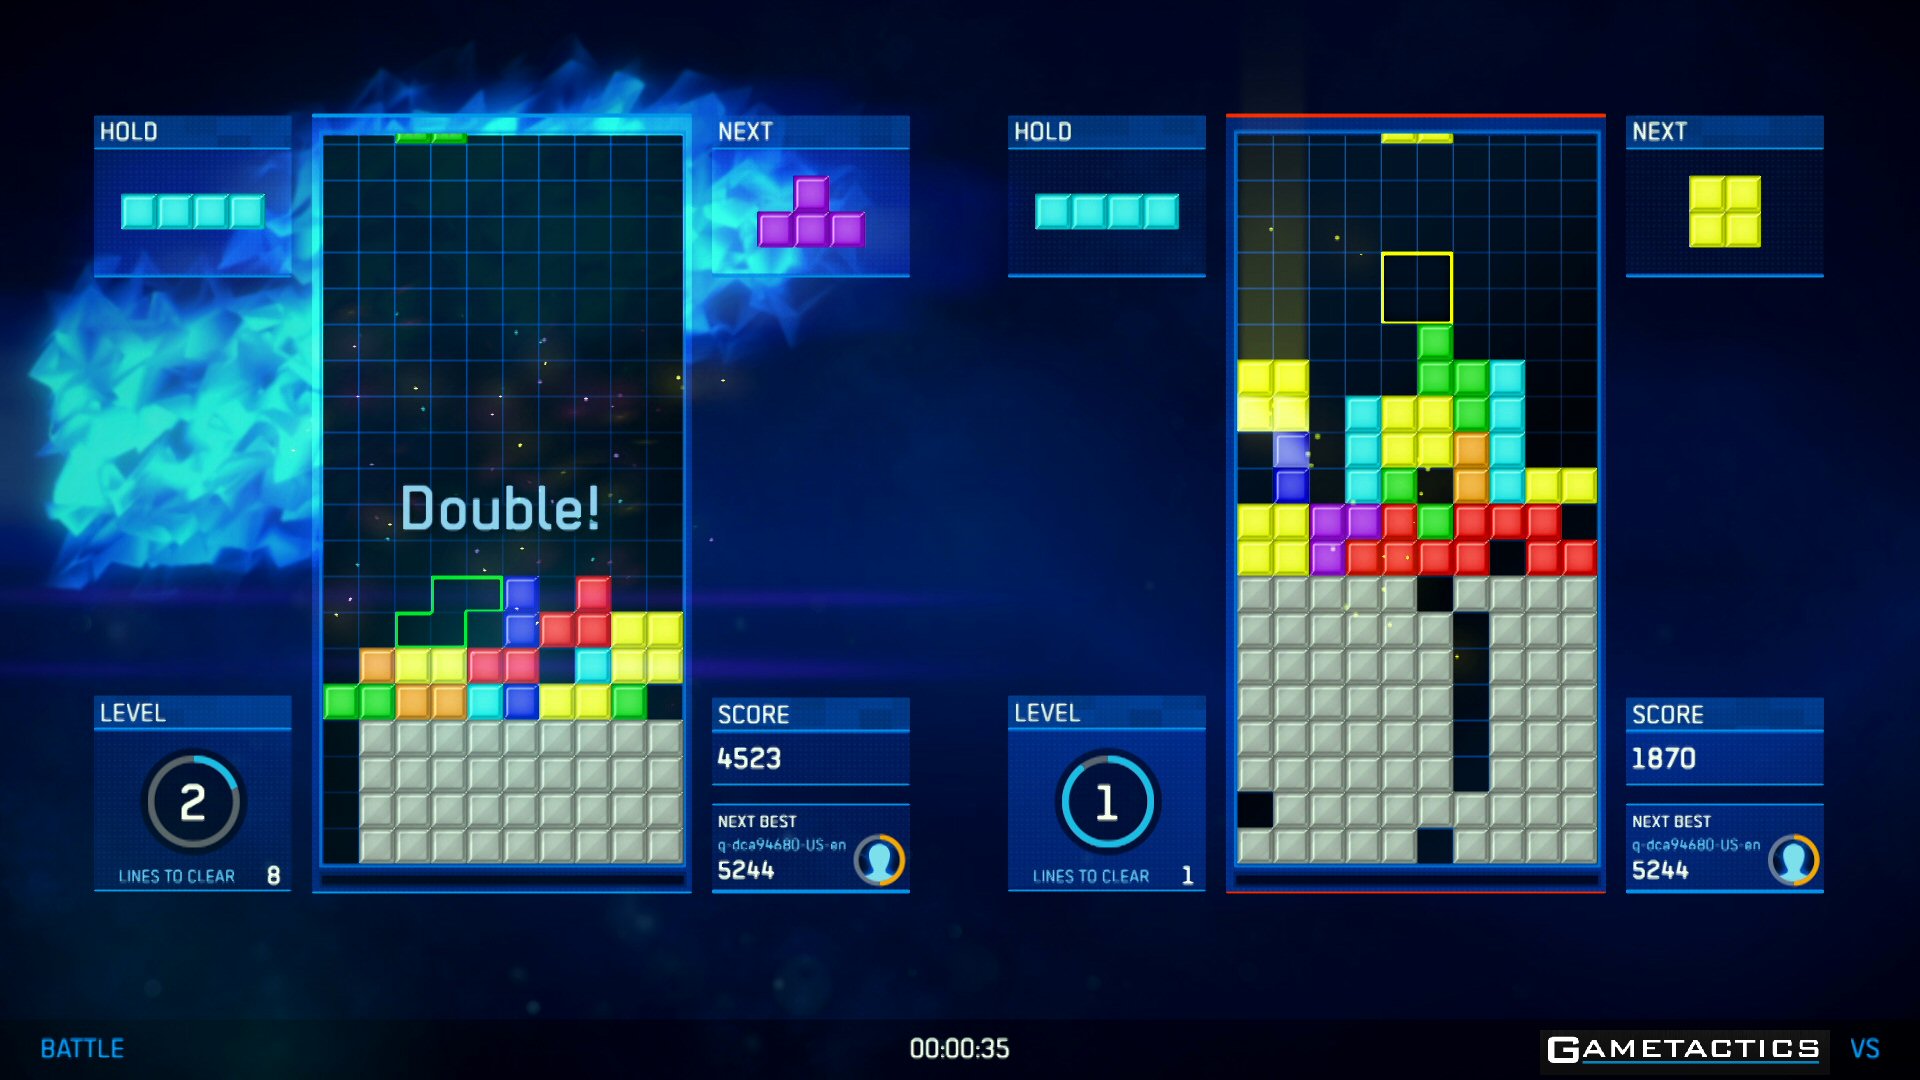 HOLD
NEXT
Double!
LEVEL
2
LINES TO CLEAR 8
SCORE
4523
NEXT BEST
q-dca94680-US-en
5244
HOLD
NEXT
LEVEL
1
LINES TO CLEAR 1
SCORE
1870
NEXT BEST
q-dca94680-US-en
5244
BATTLE
00:00:35
GAMETACTICS
VS